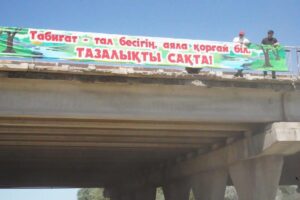 Табиғат - тал бесігің, аяла қорғай біл.
ТАЗАЛЫҚТЫ САҚТА!